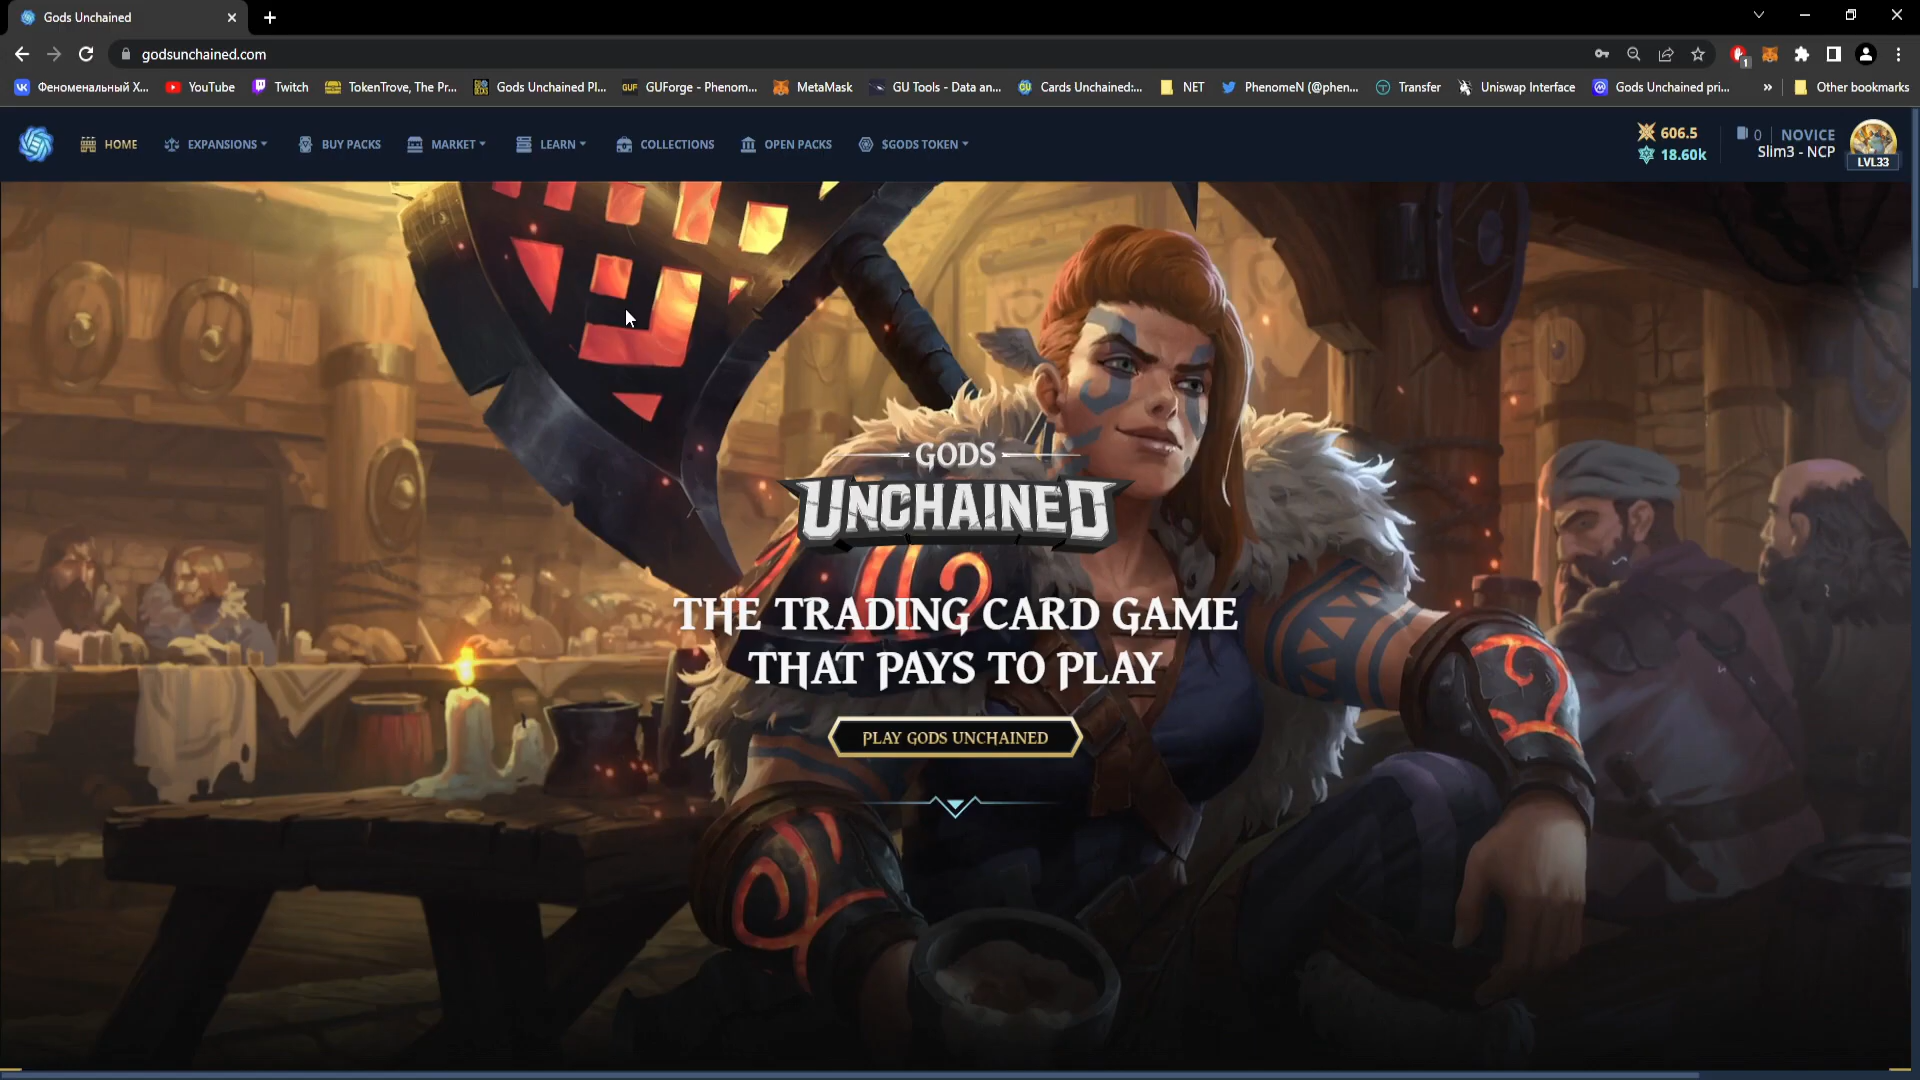 Gods Unchained
godsunchained.com
Феноменальный Х...
YouTube
Twitch
TokenTrove, The Pr...
Gods Unchained Pl...
GUF
GUForge - Phenom...
MetaMask
GU Tools - Data an...
Cards Unchained:...
NET
PhenomeN (@phen...
Transfer
Uniswap Interface
Gods Unchained pri...
»
Other bookmarks
1
HOME
EXPANSIONS
BUY PACKS
MARKET
LEARN
COLLECTIONS
OPEN PACKS
$GODS TOKEN
606.5
18.60k
0
NOVICE
Slim3 - NCP
LVL33
GODS
UNCHAINED
THE TRADING CARD GAME
THAT PAYS TO PLAY
PLAY GODS UNCHAINED